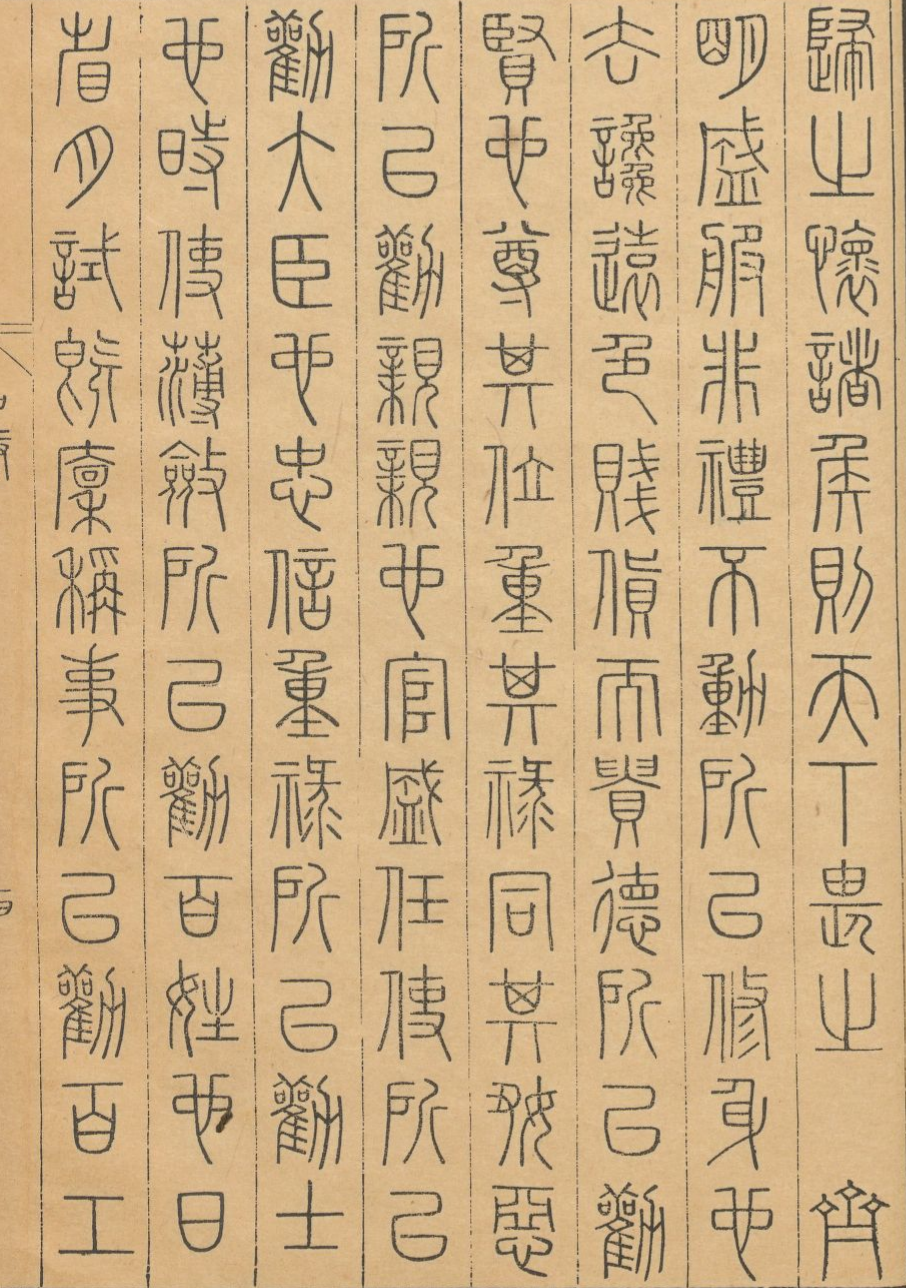 歸之懷諸侯則天下畏之　齊
明盛服非禮不動所以修身也
去讒遠色賤貨而貴德所以勸
賢也尊其位重其祿同其好惡
所以勸親親也官盛任使所以
勸大臣也忠信重祿所以勸士
也時使薄斂所以勸百姓也日
省月試既稟稱事所以勸百工